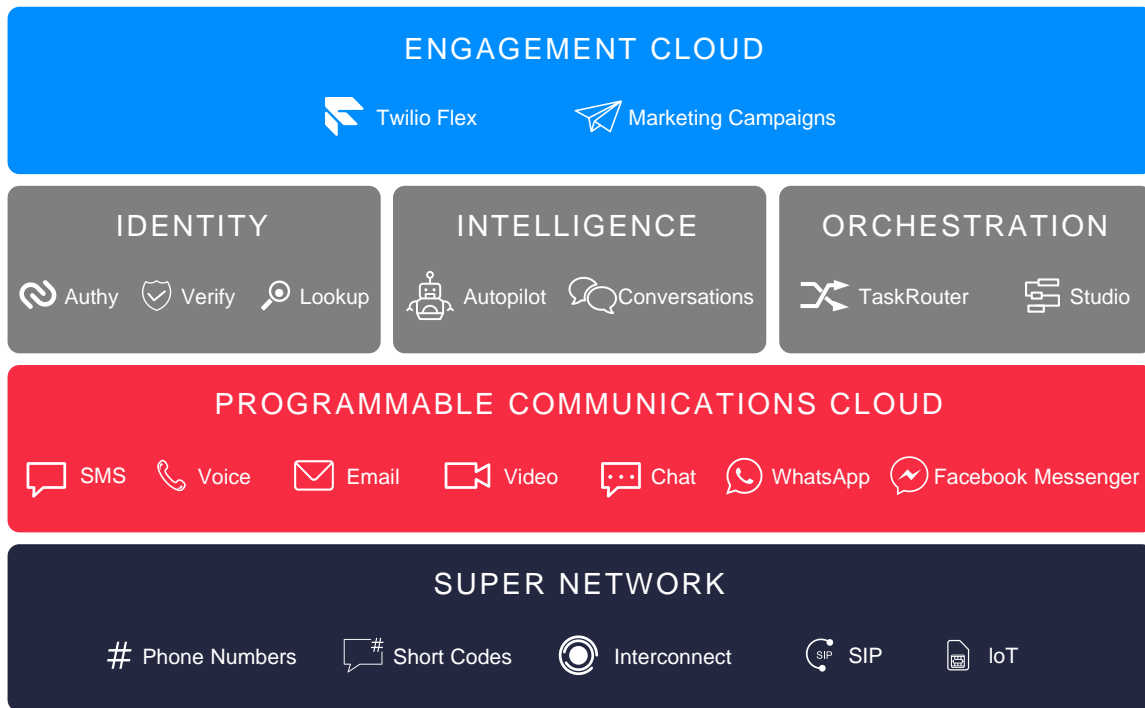 ENGAGEMENT CLOUD
Twilio Flex
Marketing Campaigns
IDENTITY
Authy
Verify
Lookup
INTELLIGENCE
Autopilot
Conversations
ORCHESTRATION
TaskRouter
Studio
PROGRAMMABLE COMMUNICATIONS CLOUD
SMS
Voice
Email
Video
Chat
WhatsApp
Facebook Messenger
SUPER NETWORK
# Phone Numbers
# Short Codes
Interconnect
SIP SIP
IoT